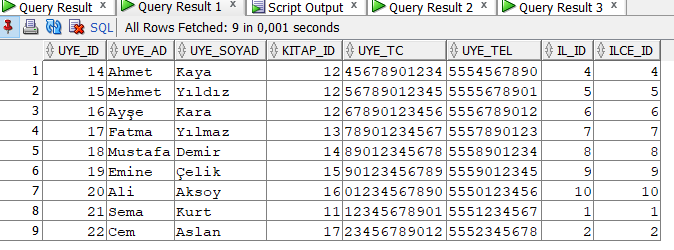 Query Result Query Result 1 Script Output Query Result 2 Query Result 3
SQL All Rows Fetched: 9 in 0,001 seconds
UYE_ID UYE_AD UYE_SOYAD KITAP_ID UYE_TC UYE_TEL IL_ID ILCE_ID
1 14 Ahmet Kaya 12 45678901234 5554567890 4 4
2 15 Mehmet Yıldız 12 56789012345 5555678901 5 5
3 16 Ayşe Kara 12 67890123456 5556789012 6 6
4 17 Fatma Yılmaz 13 78901234567 5557890123 7 7
5 18 Mustafa Demir 14 89012345678 5558901234 8 8
6 19 Emine Çelik 15 90123456789 5559012345 9 9
7 20 Ali Aksoy 16 01234567890 5550123456 10 10
8 21 Sema Kurt 11 12345678901 5551234567 1 1
9 22 Cem Aslan 17 23456789012 5552345678 2 2